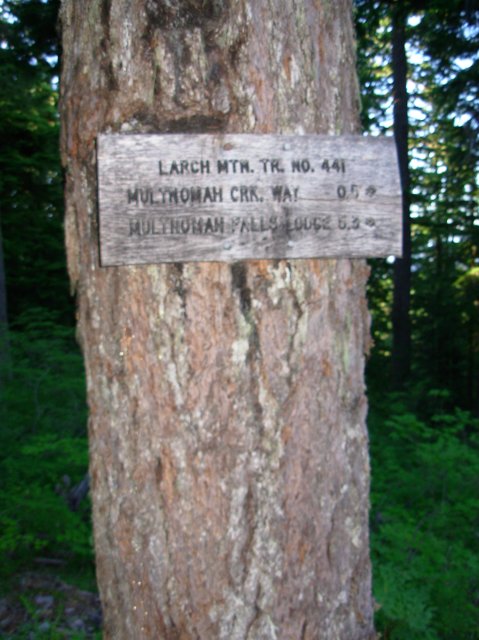 LARCH MTN. TR. NO. 441
MULTNOMAH CRK. WAY 0.5 →
MULTNOMAH FALLS LODGE 6.3 →